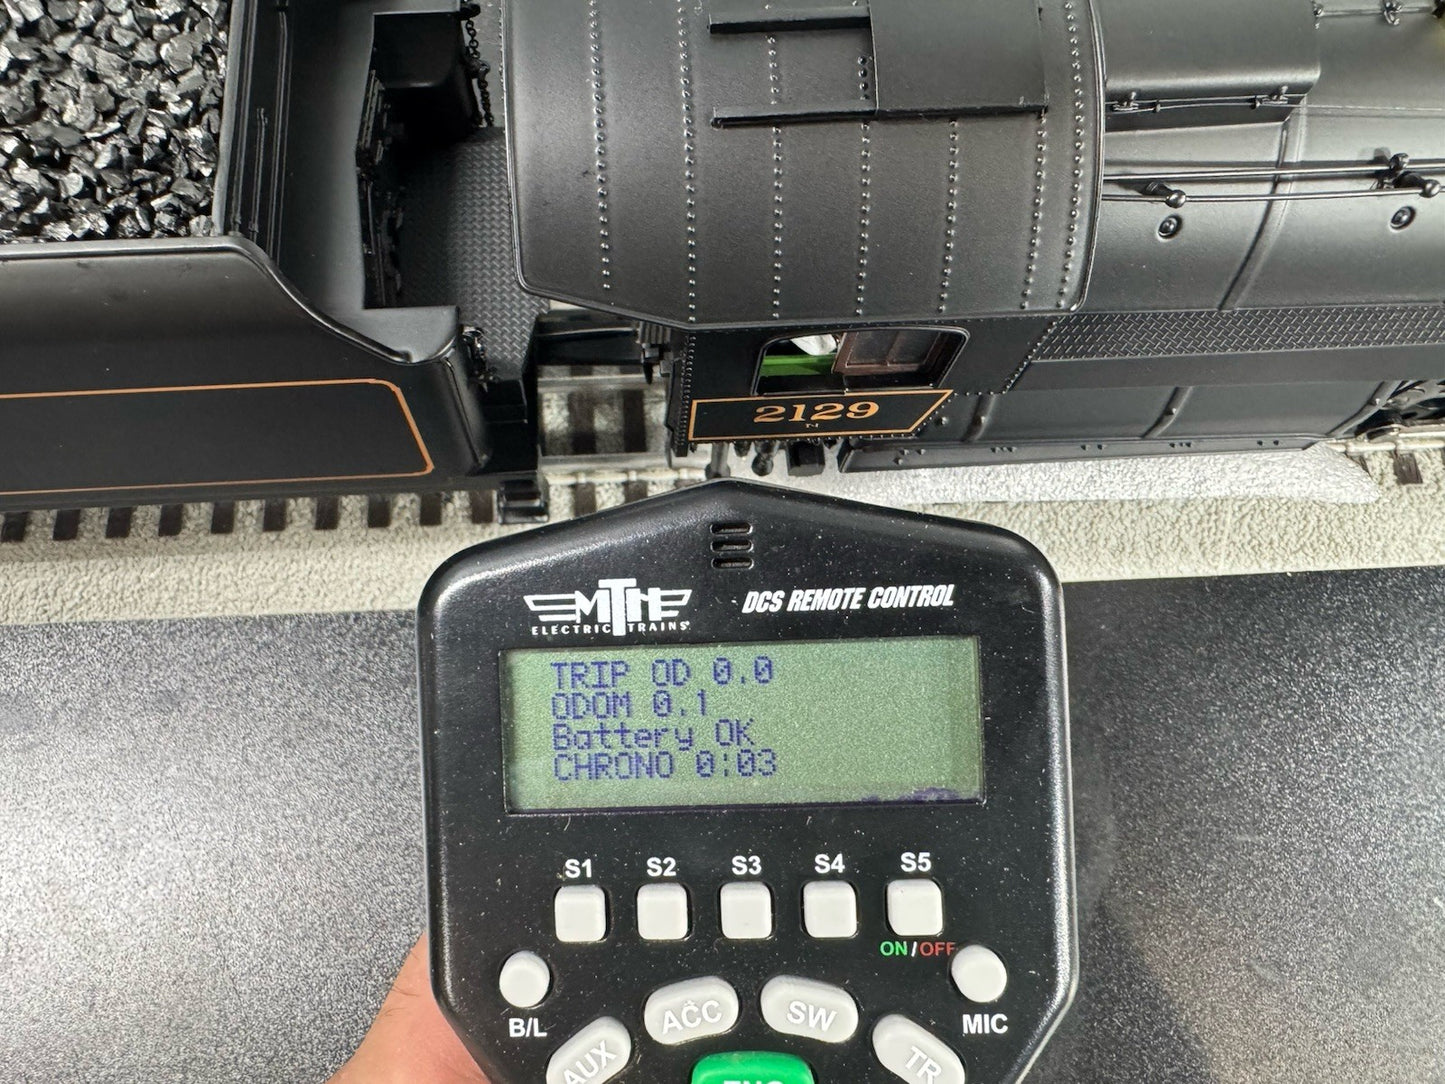 2129
N
MTH
ELECTRIC TRAINS
DCS REMOTE CONTROL
TRIP OD 0.0
ODOM 0.1
Battery OK
CHRONO 0:03
S1 S2 S3 S4 S5
ON/OFF
B/L ACC SW MIC
AUX TR
ENG